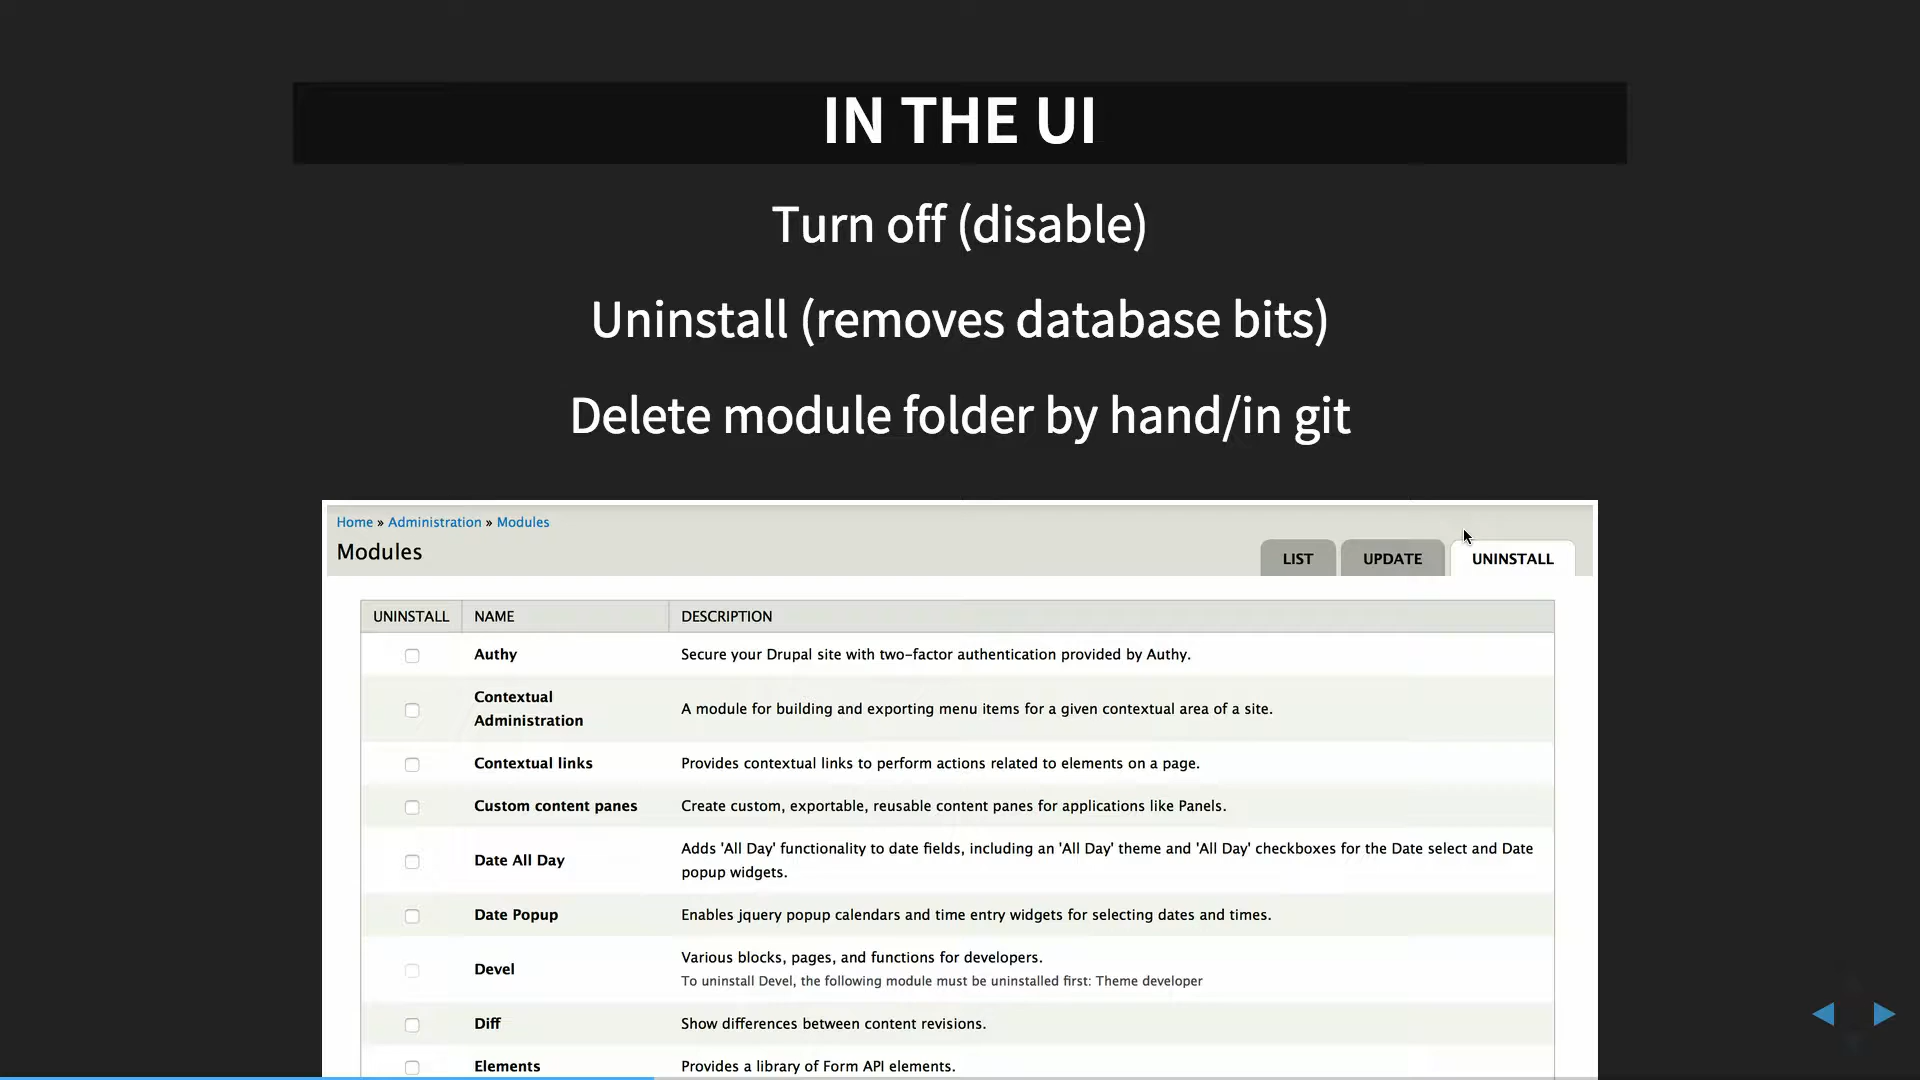 IN THE UI
Turn off (disable)
Uninstall (removes database bits)
Delete module folder by hand/in git
Home » Administration » Modules
Modules
LIST UPDATE UNINSTALL
UNINSTALL NAME DESCRIPTION
Authy Secure your Drupal site with two-factor authentication provided by Authy.
Contextual
Administration
A module for building and exporting menu items for a given contextual area of a site.
Contextual links Provides contextual links to perform actions related to elements on a page.
Custom content panes Create custom, exportable, reusable content panes for applications like Panels.
Date All Day
Adds 'All Day' functionality to date fields, including an 'All Day' theme and 'All Day' checkboxes for the Date select and Date
popup widgets.
Date Popup Enables jquery popup calendars and time entry widgets for selecting dates and times.
Devel
Various blocks, pages, and functions for developers.
To uninstall Devel, the following module must be uninstalled first: Theme developer
Diff Show differences between content revisions.
Elements Provides a library of Form API elements.